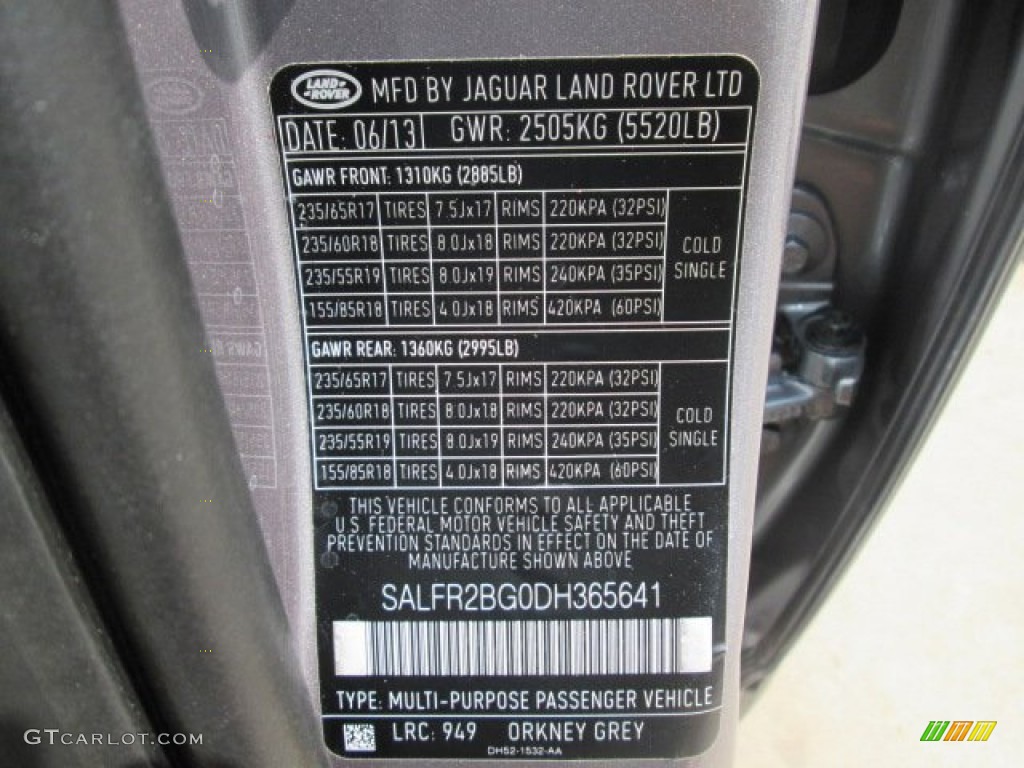 LAND ROVER MFD BY JAGUAR LAND ROVER LTD
DATE: 06/13 GWR: 2505KG (5520LB)
GAWR FRONT: 1310KG (2885LB)
235/65R17 TIRES 7.5Jx17 RIMS 220KPA (32PSI)
235/60R18 TIRES 8.0Jx18 RIMS 220KPA (32PSI)
COLD
235/55R19 TIRES 8.0Jx19 RIMS 240KPA (35PSI)
SINGLE
155/85R18 TIRES 4.0Jx18 RIMS 420KPA (60PSI)
GAWR REAR: 1360KG (2995LB)
235/65R17 TIRES 7.5Jx17 RIMS 220KPA (32PSI)
235/60R18 TIRES 8.0Jx18 RIMS 220KPA (32PSI)
COLD
235/55R19 TIRES 8.0Jx19 RIMS 240KPA (35PSI)
SINGLE
155/85R18 TIRES 4.0Jx18 RIMS 420KPA (60PSI)
THIS VEHICLE CONFORMS TO ALL APPLICABLE
U.S. FEDERAL MOTOR VEHICLE SAFETY AND THEFT
PREVENTION STANDARDS IN EFFECT ON THE DATE OF
MANUFACTURE SHOWN ABOVE
SALFR2BG0DH365641
TYPE: MULTI-PURPOSE PASSENGER VEHICLE
LRC: 949 ORKNEY GREY
DH52-1532-AA
GTCARLOT.COM